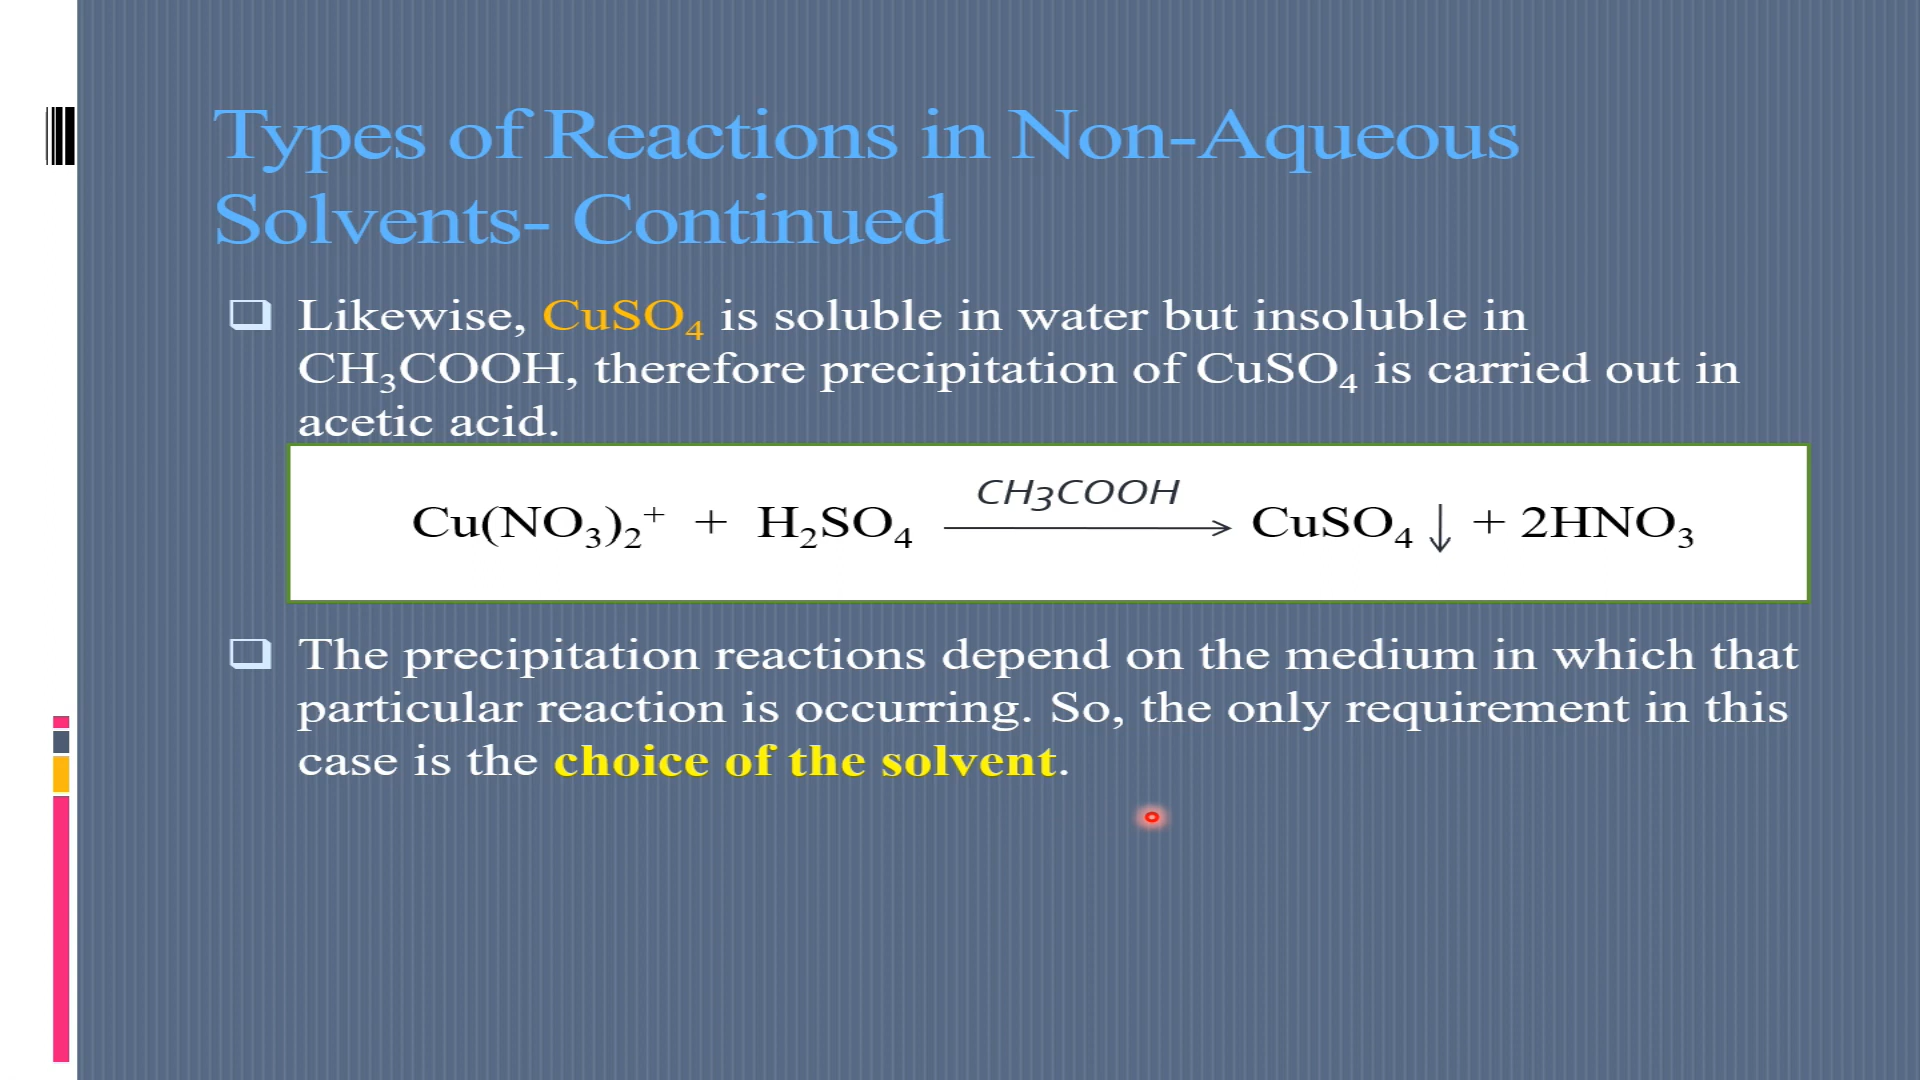 Types of Reactions in Non-Aqueous
Solvents- Continued
Likewise, CuSO₄ is soluble in water but insoluble in
CH₃COOH, therefore precipitation of CuSO₄ is carried out in
acetic acid.
Cu(NO₃)₂⁺ + H₂SO₄ CH₃COOH → CuSO₄ ↓ + 2HNO₃
The precipitation reactions depend on the medium in which that
particular reaction is occurring. So, the only requirement in this
case is the choice of the solvent.